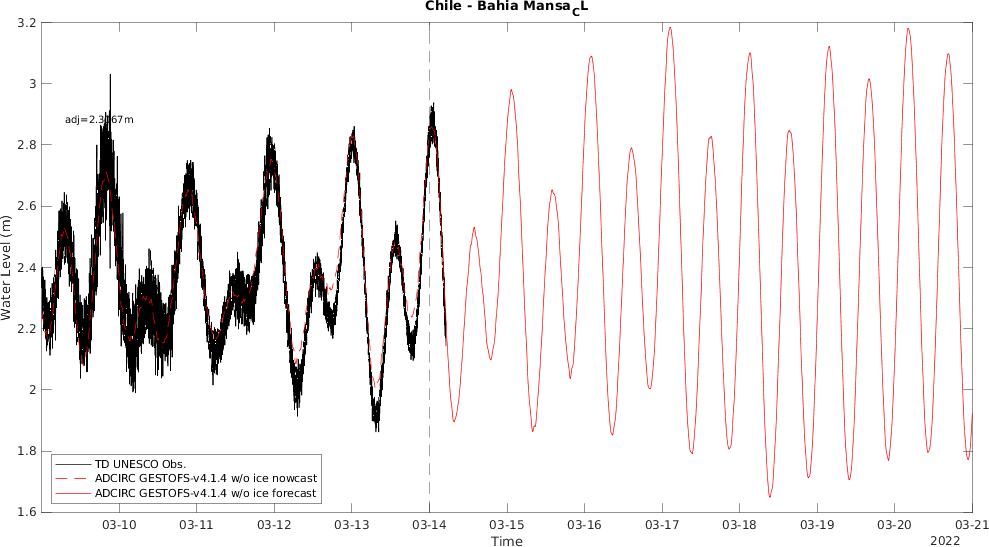 Chile - Bahia Mansa_CL
3.2
3
2.8
2.6
2.4
2.2
2
1.8
1.6
Water Level (m)
adj=2.3167m
TD UNESCO Obs.
ADCIRC GESTOFS-v4.1.4 w/o ice nowcast
ADCIRC GESTOFS-v4.1.4 w/o ice forecast
03-10 03-11 03-12 03-13 03-14 03-15 03-16 03-17 03-18 03-19 03-20 03-21
Time
2022